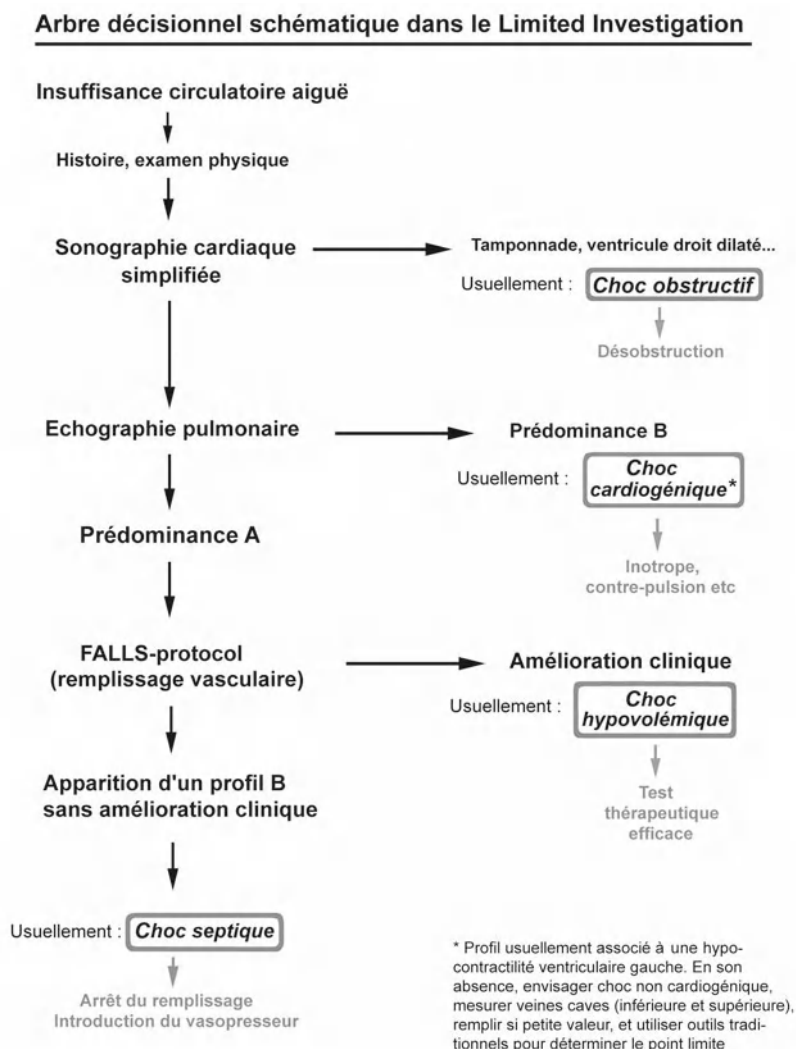 Arbre décisionnel schématique dans le Limited Investigation
Insuffisance circulatoire aiguë
Histoire, examen physique
Sonographie cardiaque
simplifiée
Tamponnade, ventricule droit dilaté...
Usuellement : Choc obstructif
Désobstruction
Echographie pulmonaire
Prédominance B
Usuellement : Choc
cardiogénique*
Inotrope,
contre-pulsion etc
Prédominance A
FALLS-protocol
(remplissage vasculaire)
Amélioration clinique
Usuellement : Choc
hypovolémique
Test
thérapeutique
efficace
Apparition d'un profil B
sans amélioration clinique
Usuellement : Choc septique
Arrêt du remplissage
Introduction du vasopresseur
* Profil usuellement associé à une hypo-
contractilité ventriculaire gauche. En son
absence, envisager choc non cardiogénique,
mesurer veines caves (inférieure et supérieure),
remplir si petite valeur, et utiliser outils tradi-
tionnels pour déterminer le point limite